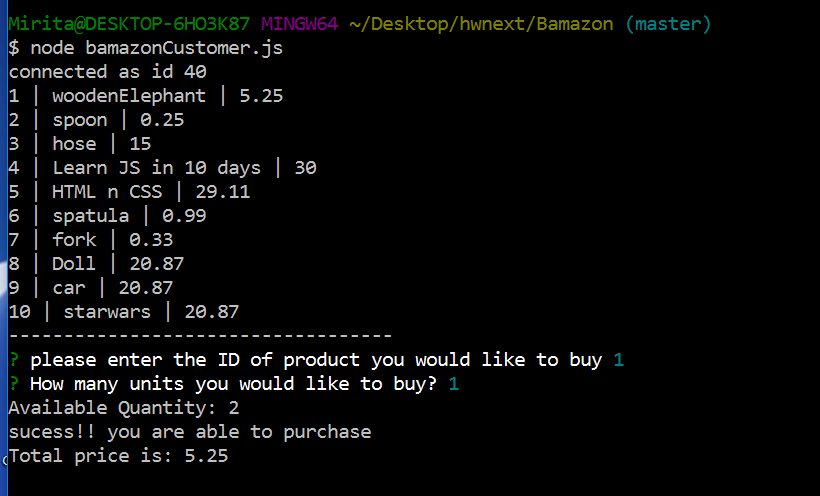 Mirita@DESKTOP-6HO3K87 MINGW64 ~/Desktop/hwnext/Bamazon (master)
$ node bamazonCustomer.js
connected as id 40
1 | woodenElephant | 5.25
2 | spoon | 0.25
3 | hose | 15
4 | Learn JS in 10 days | 30
5 | HTML n CSS | 29.11
6 | spatula | 0.99
7 | fork | 0.33
8 | Doll | 20.87
9 | car | 20.87
10 | starwars | 20.87
-----------------------------------
? please enter the ID of product you would like to buy 1
? How many units you would like to buy? 1
Available Quantity: 2
sucess!! you are able to purchase
Total price is: 5.25